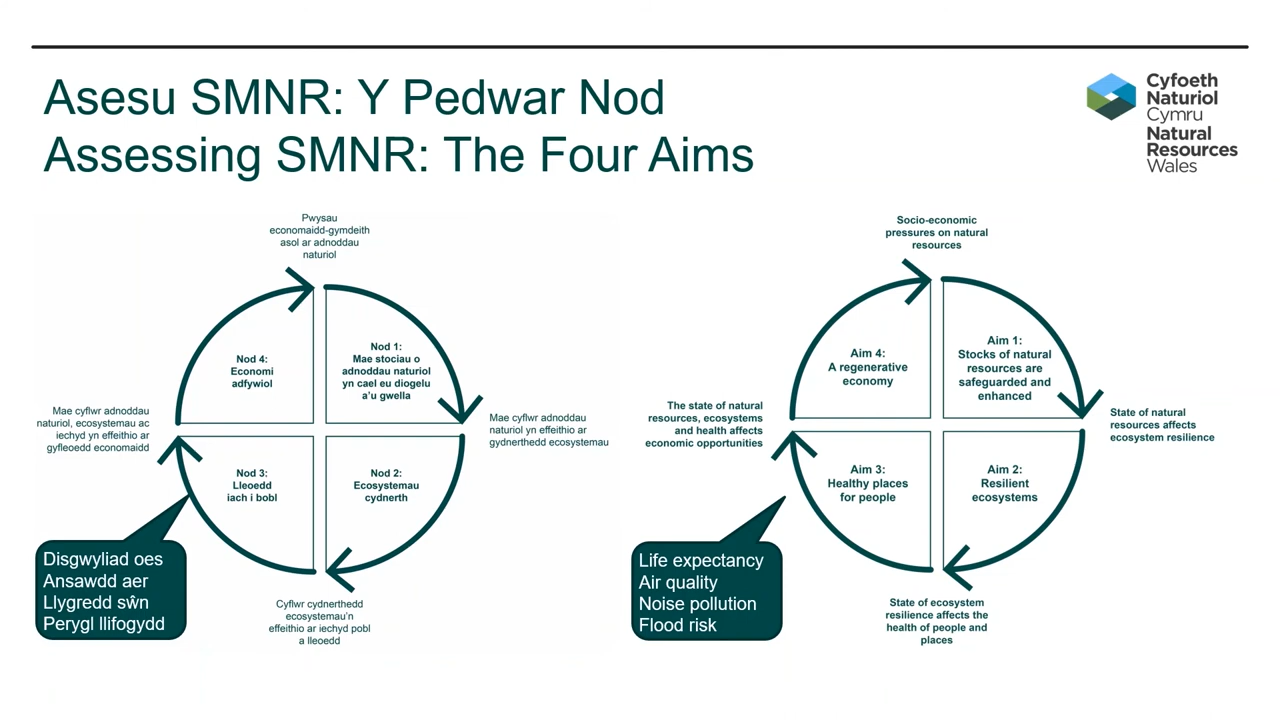 Asesu SMNR: Y Pedwar Nod
Assessing SMNR: The Four Aims
Cyfoeth
Naturiol
Cymru
Natural
Resources
Wales
Pwysau
economaidd-gymdeith
asol ar adnoddau
naturiol
Nod 4:
Economi
adfywiol
Nod 1:
Mae stociau o
adnoddau naturiol
yn cael eu diogelu
a'u gwella
Mae cyflwr adnoddau
naturiol, ecosystemau ac
iechyd yn effeithio ar
gyfleoedd economaidd
Mae cyflwr adnoddau
naturiol yn effeithio ar
gydnerthedd ecosystemau
Nod 3:
Lleoedd
iach i bobl
Nod 2:
Ecosystemau
cydnerth
Disgwyliad oes
Ansawdd aer
Llygredd sŵn
Perygl llifogydd
Cyflwr cydnerthedd
ecosystemau'n
effeithio ar iechyd pobl
a lleoedd
Socio-economic
pressures on natural
resources
Aim 4:
A regenerative
economy
Aim 1:
Stocks of natural
resources are
safeguarded and
enhanced
The state of natural
resources, ecosystems
and health affects
economic opportunities
State of natural
resources affects
ecosystem resilience
Aim 3:
Healthy places
for people
Aim 2:
Resilient
ecosystems
Life expectancy
Air quality
Noise pollution
Flood risk
State of ecosystem
resilience affects the
health of people and
places